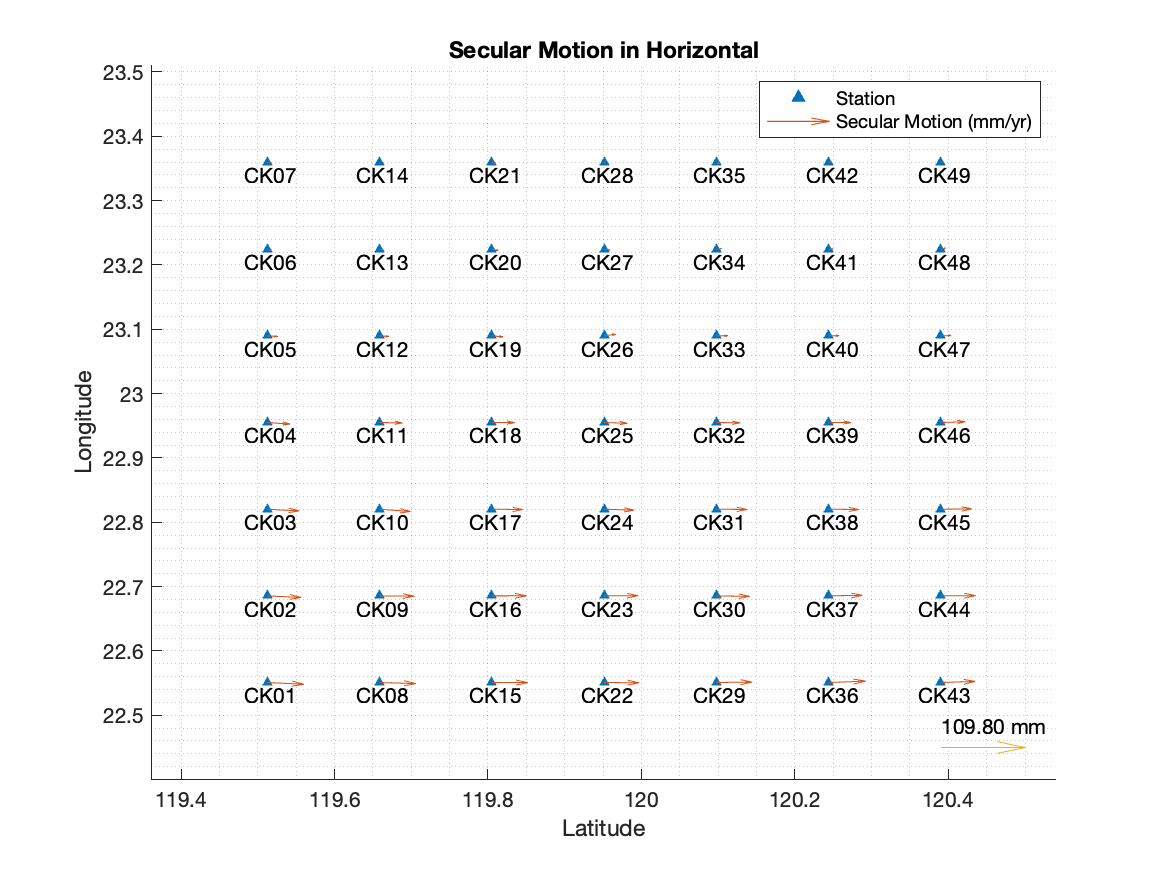 Secular Motion in Horizontal
Station
Secular Motion (mm/yr)
23.5
23.4
23.3
23.2
23.1
23
22.9
22.8
22.7
22.6
22.5
Longitude
CK07 CK14 CK21 CK28 CK35 CK42 CK49
CK06 CK13 CK20 CK27 CK34 CK41 CK48
CK05 CK12 CK19 CK26 CK33 CK40 CK47
CK04 CK11 CK18 CK25 CK32 CK39 CK46
CK03 CK10 CK17 CK24 CK31 CK38 CK45
CK02 CK09 CK16 CK23 CK30 CK37 CK44
CK01 CK08 CK15 CK22 CK29 CK36 CK43
109.80 mm
119.4 119.6 119.8 120 120.2 120.4
Latitude